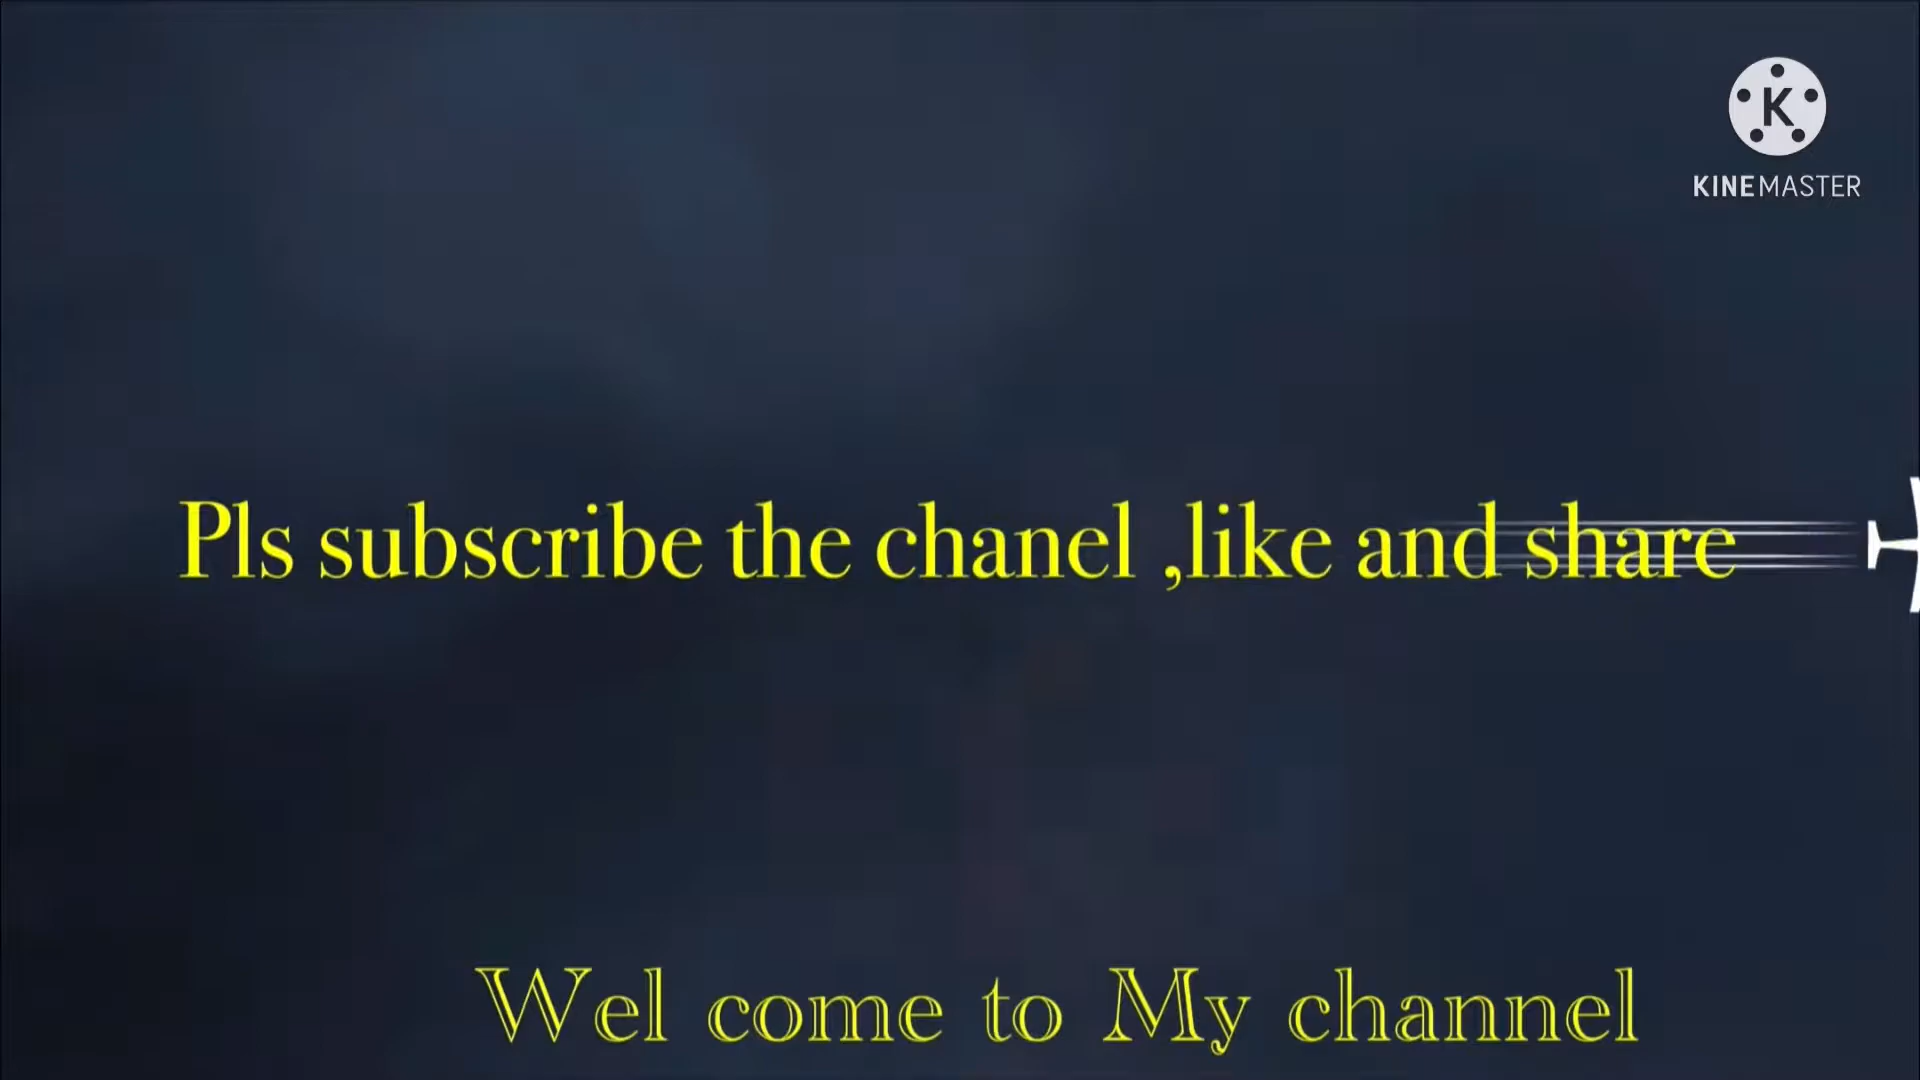 K
KINEMASTER
Pls subscribe the chanel ,like and share
Wel come to My channel